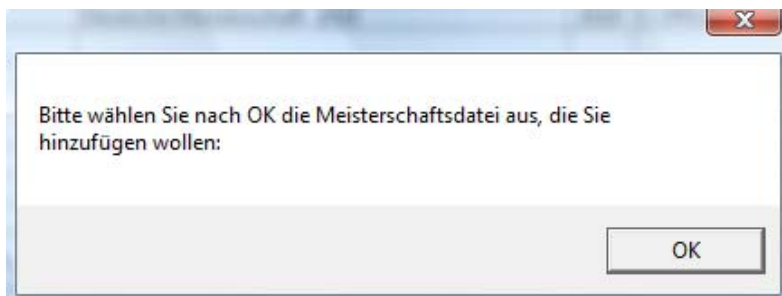 Bitte wählen Sie nach OK die Meisterschaftsdatei aus, die Sie
hinzufügen wollen:
OK